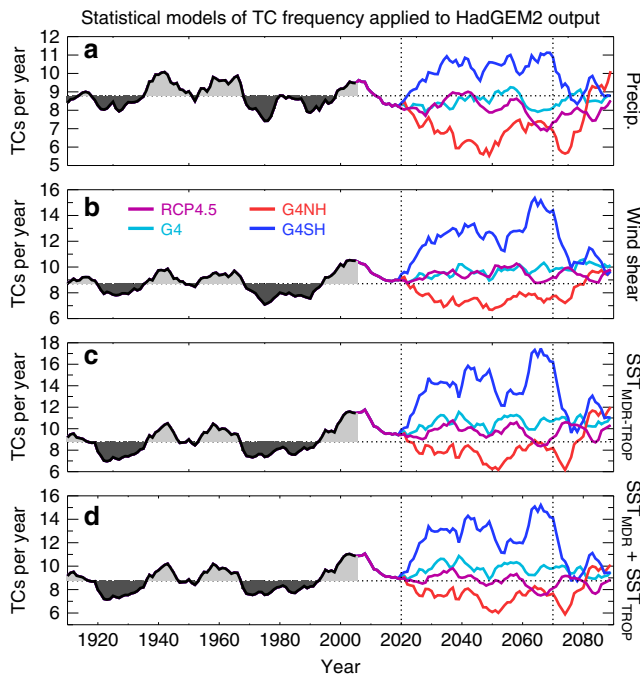 Statistical models of TC frequency applied to HadGEM2 output
a
TCs per year
12
11
10
9
8
7
6
5
Precip.
b
TCs per year
16
14
12
10
8
6
RCP4.5
G4
G4NH
G4SH
Wind shear
c
TCs per year
18
16
14
12
10
8
6
SST_MDR-TROP
d
TCs per year
16
14
12
10
8
6
SST_MDR + SST_TROP
1920
1940
1960
1980
2000
2020
2040
2060
2080
Year